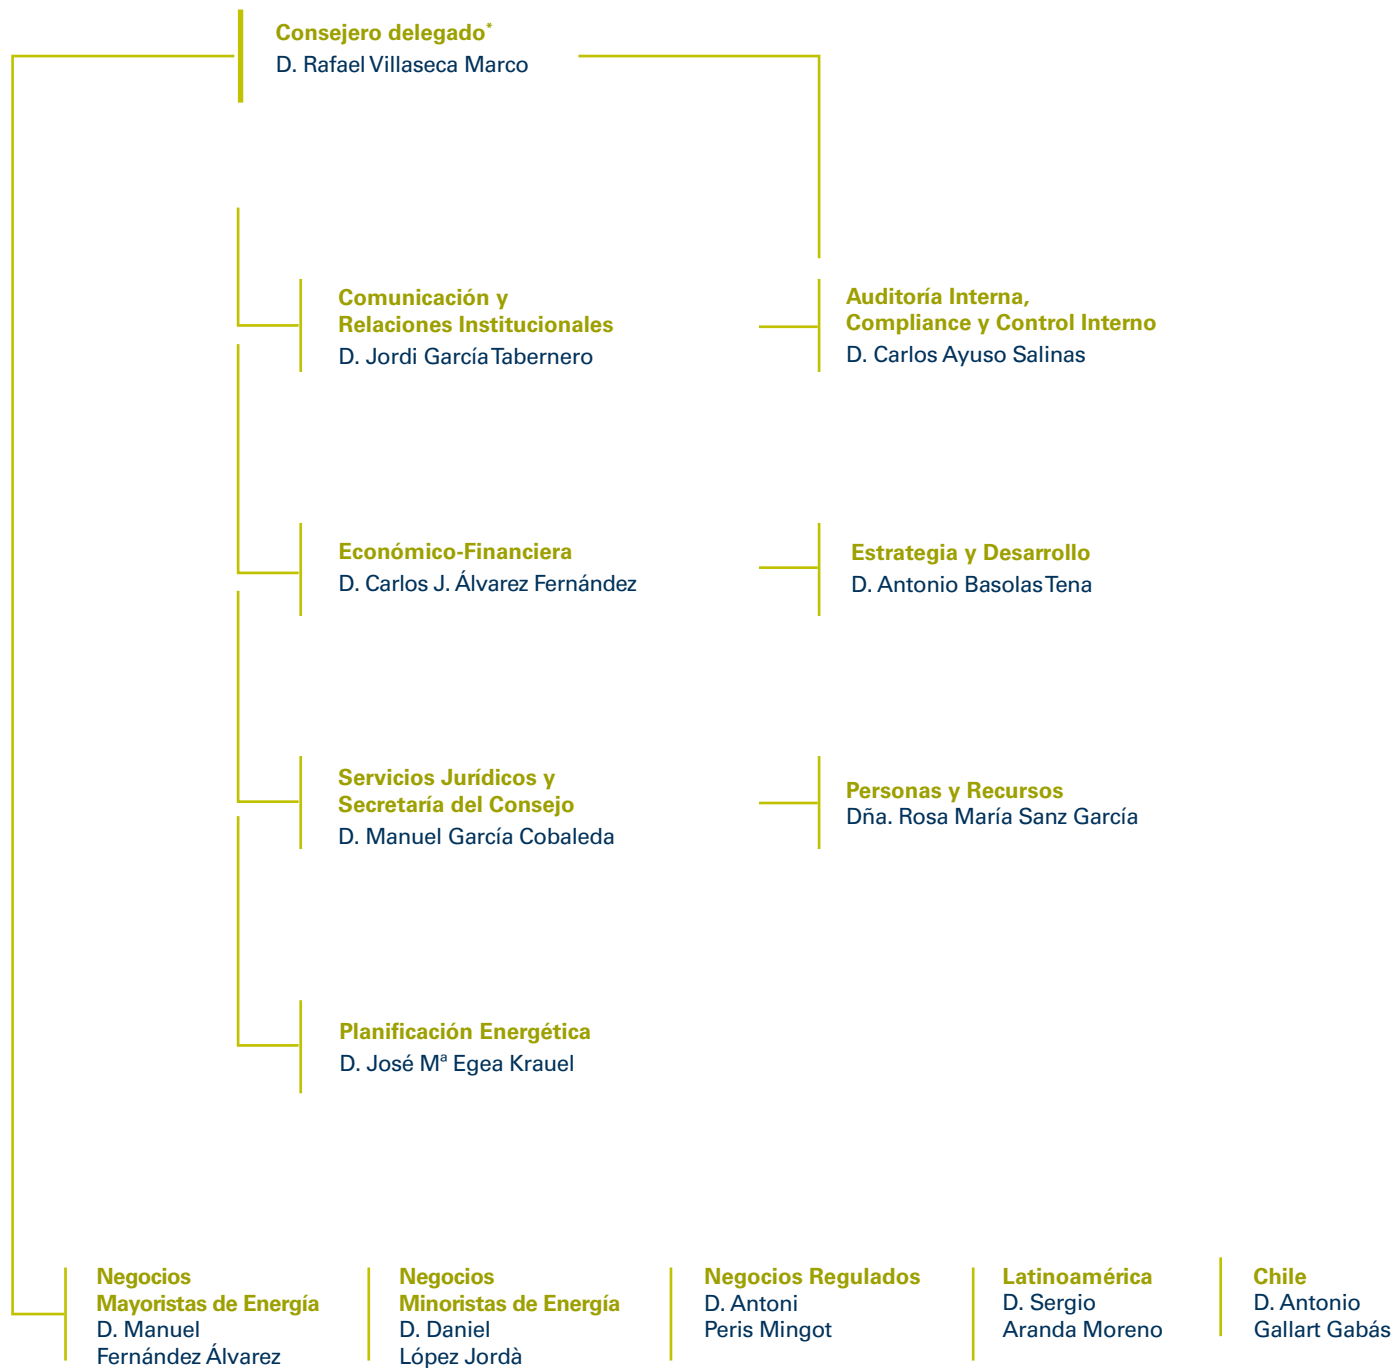 Consejero delegado*
D. Rafael Villaseca Marco
Comunicación y
Relaciones Institucionales
D. Jordi García Tabernero
Auditoría Interna,
Compliance y Control Interno
D. Carlos Ayuso Salinas
Económico-Financiera
D. Carlos J. Álvarez Fernández
Estrategia y Desarrollo
D. Antonio Basolas Tena
Servicios Jurídicos y
Secretaría del Consejo
D. Manuel García Cobaleda
Personas y Recursos
Dña. Rosa María Sanz García
Planificación Energética
D. José Mª Egea Krauel
Negocios
Mayoristas de Energía
D. Manuel
Fernández Álvarez
Negocios
Minoristas de Energía
D. Daniel
López Jordà
Negocios Regulados
D. Antoni
Peris Mingot
Latinoamérica
D. Sergio
Aranda Moreno
Chile
D. Antonio
Gallart Gabás